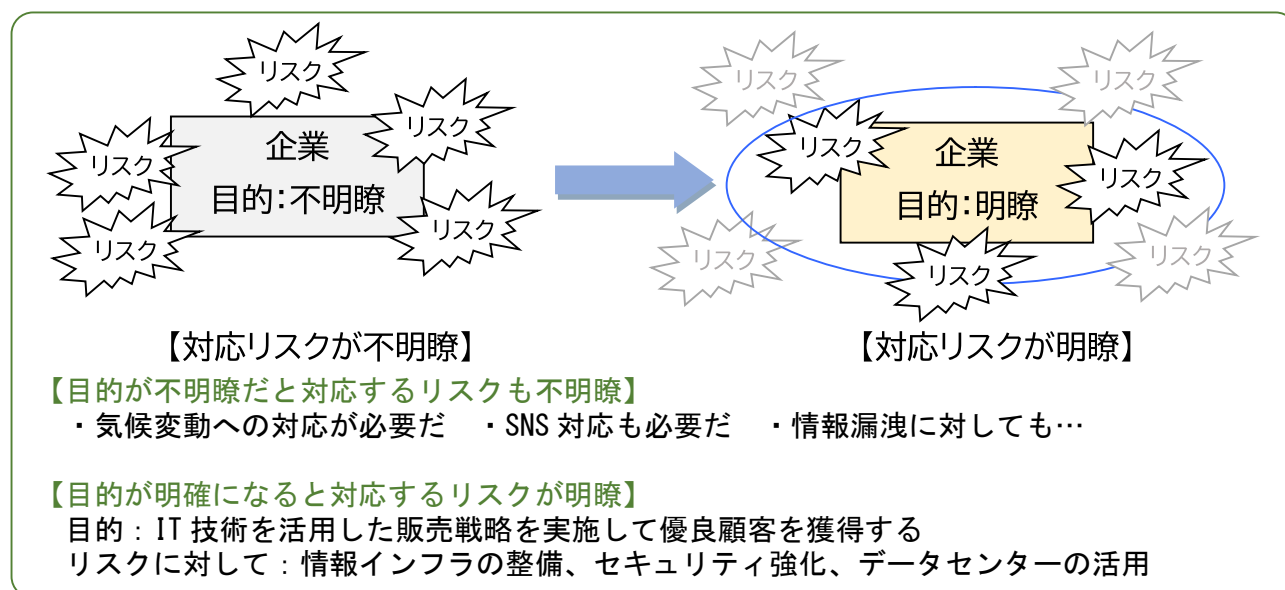 リスク
リスク
リスク
リスク
リスク
企業
目的：不明瞭
リスク
リスク
リスク
リスク
リスク
リスク
リスク
企業
目的：明瞭
【対応リスクが不明瞭】
【対応リスクが明瞭】
【目的が不明瞭だと対応するリスクも不明瞭】
・気候変動への対応が必要だ　・SNS 対応も必要だ　・情報漏洩に対しても…
【目的が明確になると対応するリスクが明瞭】
目的：IT 技術を活用した販売戦略を実施して優良顧客を獲得する
リスクに対して：情報インフラの整備、セキュリティ強化、データセンターの活用